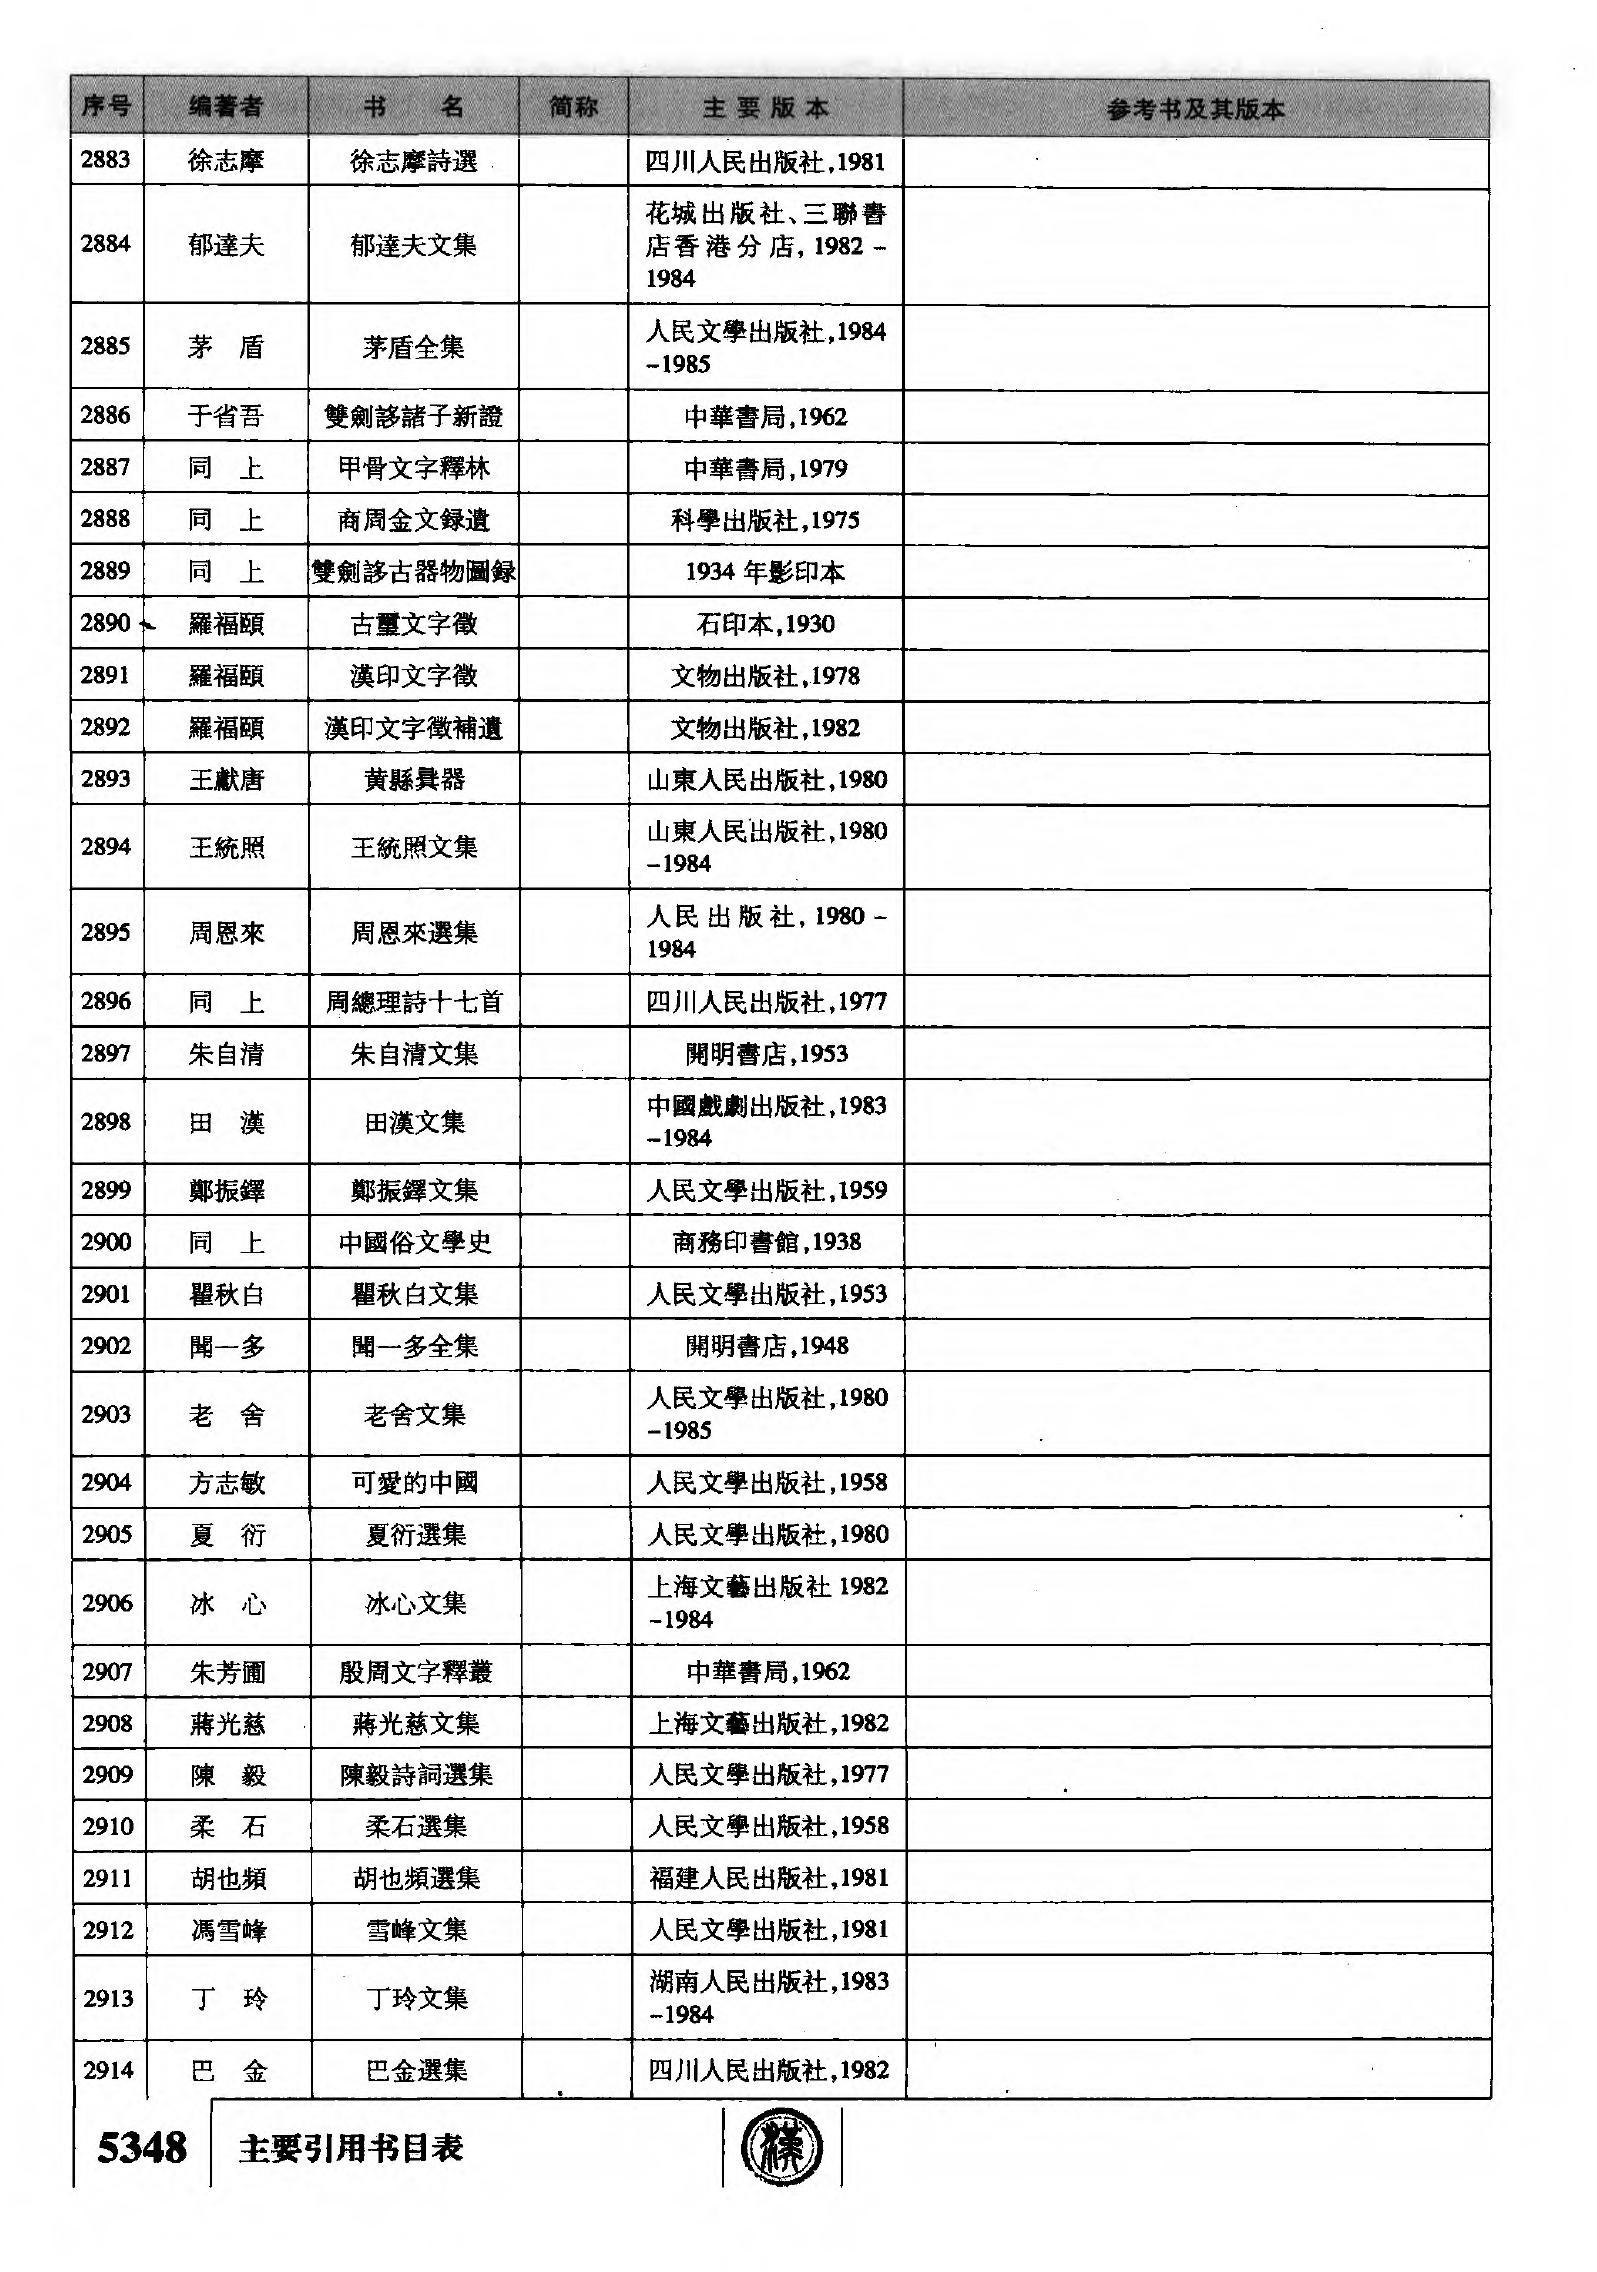 序号 编著者 书 名 简称 主要版本 参考书及其版本
2883 徐志摩 徐志摩詩選 四川人民出版社,1981
2884 郁達夫 郁達夫文集 花城出版社、三聯書
店香港分店,1982-
1984
2885 茅 盾 茅盾全集 人民文學出版社,1984
-1985
2886 于省吾 雙劍誃諸子新證 中華書局,1962
2887 同 上 甲骨文字釋林 中華書局,1979
2888 同 上 商周金文録遺 科學出版社,1975
2889 同 上 雙劍誃古器物圖録 1934年影印本
2890 羅福頤 古璽文字徵 石印本,1930
2891 羅福頤 漢印文字徵 文物出版社,1978
2892 羅福頤 漢印文字徵補遺 文物出版社,1982
2893 王獻唐 黄縣㠱器 山東人民出版社,1980
2894 王統照 王統照文集 山東人民出版社,1980
-1984
2895 周恩來 周恩來選集 人民出版社,1980-
1984
2896 同 上 周總理詩十七首 四川人民出版社,1977
2897 朱自清 朱自清文集 開明書店,1953
2898 田 漢 田漢文集 中國戲劇出版社,1983
-1984
2899 鄭振鐸 鄭振鐸文集 人民文學出版社,1959
2900 同 上 中國俗文學史 商務印書館,1938
2901 瞿秋白 瞿秋白文集 人民文學出版社,1953
2902 聞一多 聞一多全集 開明書店,1948
2903 老 舍 老舍文集 人民文學出版社,1980
-1985
2904 方志敏 可愛的中國 人民文學出版社,1958
2905 夏 衍 夏衍選集 人民文學出版社,1980
2906 冰 心 冰心文集 上海文藝出版社1982
-1984
2907 朱芳圃 殷周文字釋叢 中華書局,1962
2908 蔣光慈 蔣光慈文集 上海文藝出版社,1982
2909 陳 毅 陳毅詩詞選集 人民文學出版社,1977
2910 柔 石 柔石選集 人民文學出版社,1958
2911 胡也頻 胡也頻選集 福建人民出版社,1981
2912 馮雪峰 雪峰文集 人民文學出版社,1981
2913 丁 玲 丁玲文集 湖南人民出版社,1983
-1984
2914 巴 金 巴金選集 四川人民出版社,1982
5348 主要引用书目表 漢